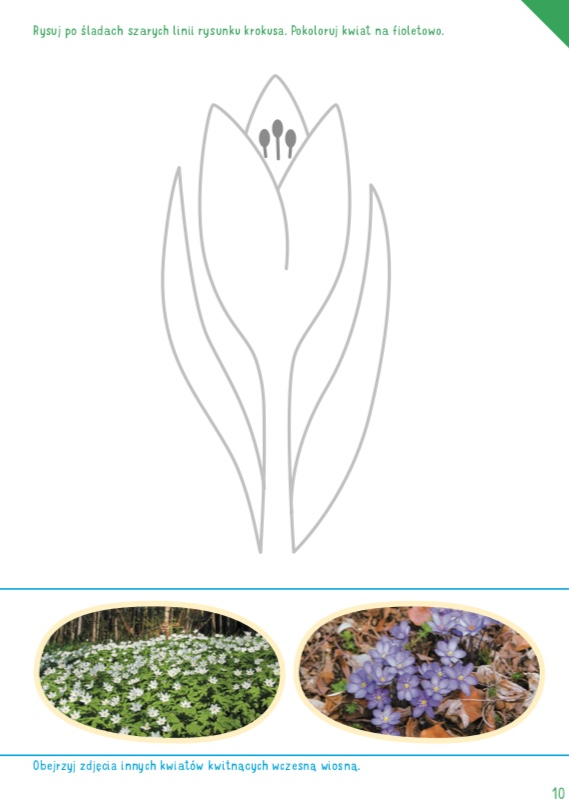 Rysuj po śladach szarych linii rysunku krokusa. Pokoloruj kwiat na fioletowo.
Obejrzyj zdjęcia innych kwiatów kwitnących wczesną wiosną.
10